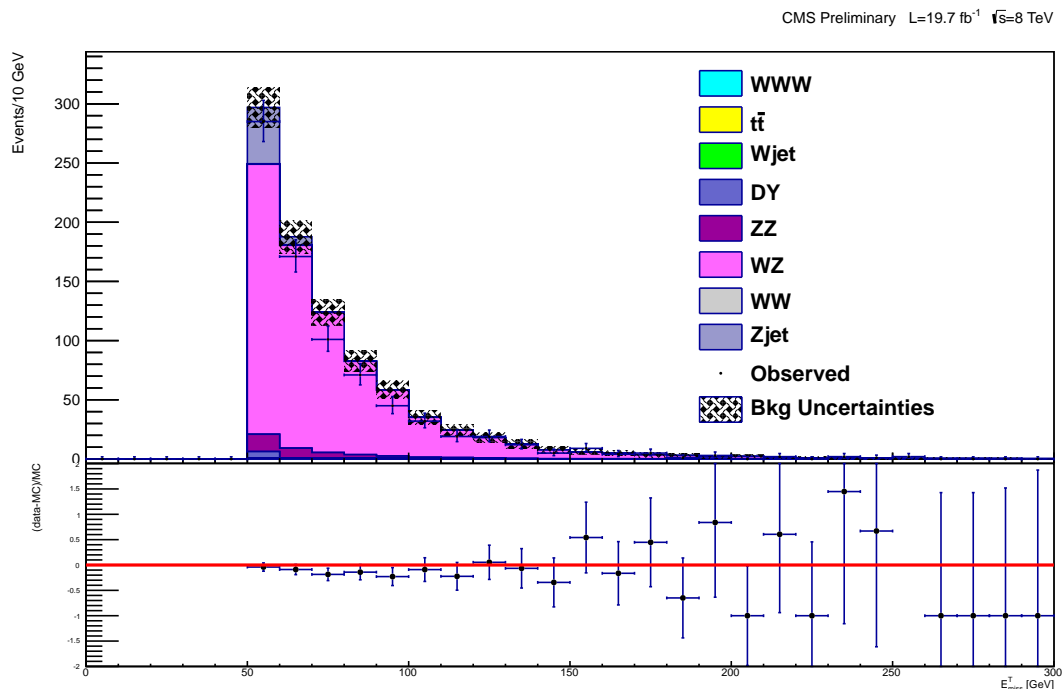 CMS Preliminary L=19.7 fb⁻¹ √s=8 TeV
Events/10 GeV
300
250
200
150
100
50
0
WWW
tt̄
Wjet
DY
ZZ
WZ
WW
Zjet
Observed
Bkg Uncertainties
(data-MC)/MC
2
1.5
1
0.5
0
-0.5
-1
-1.5
-2
0 50 100 150 200 250 300
E^T_miss [GeV]